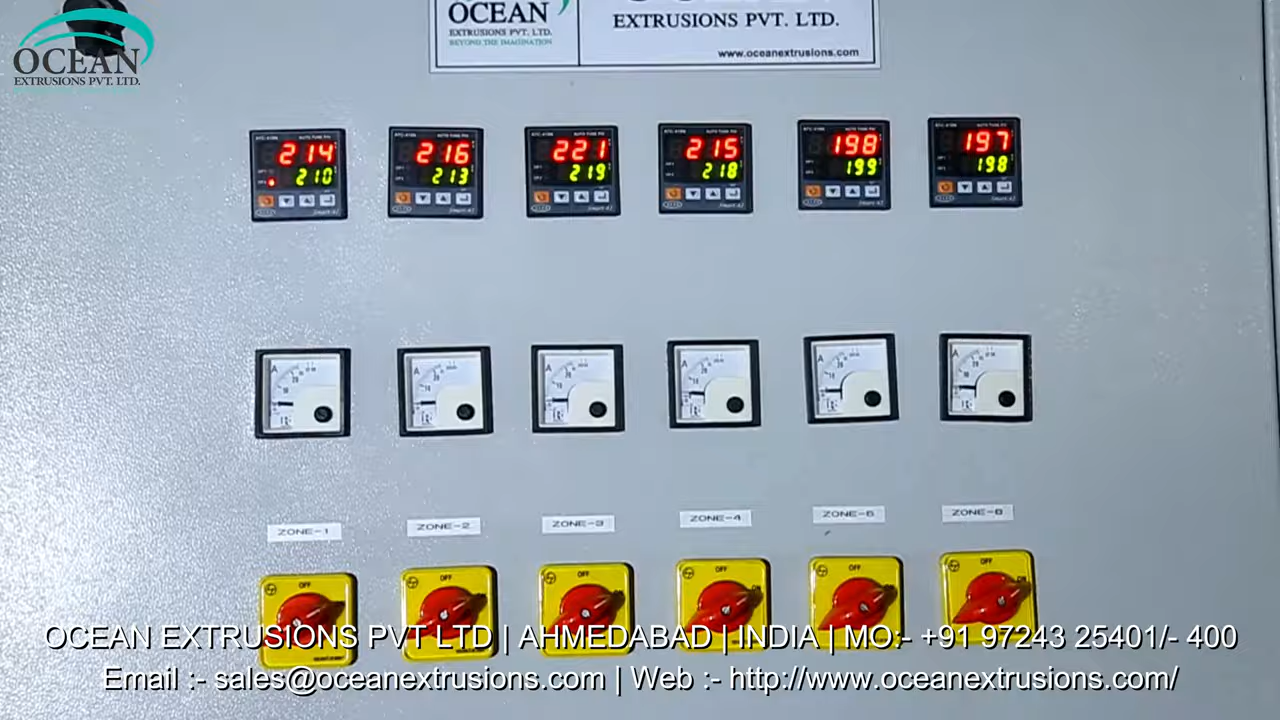 OCEAN
EXTRUSIONS PVT. LTD.
OCEAN
EXTRUSIONS PVT. LTD.
BEYOND THE IMAGINATION
EXTRUSIONS PVT. LTD.
www.oceanextrusions.com
214 216 221 215 198 197
210 213 219 218 199 198
A A A A A A
ZONE-1 ZONE-2 ZONE-3 ZONE-4 ZONE-5 ZONE-6
OFF OFF OFF OFF OFF OFF
OCEAN EXTRUSIONS PVT LTD | AHMEDABAD | INDIA | MO:- +91 97243 25401/- 400
Email :- sales@oceanextrusions.com | Web :- http://www.oceanextrusions.com/